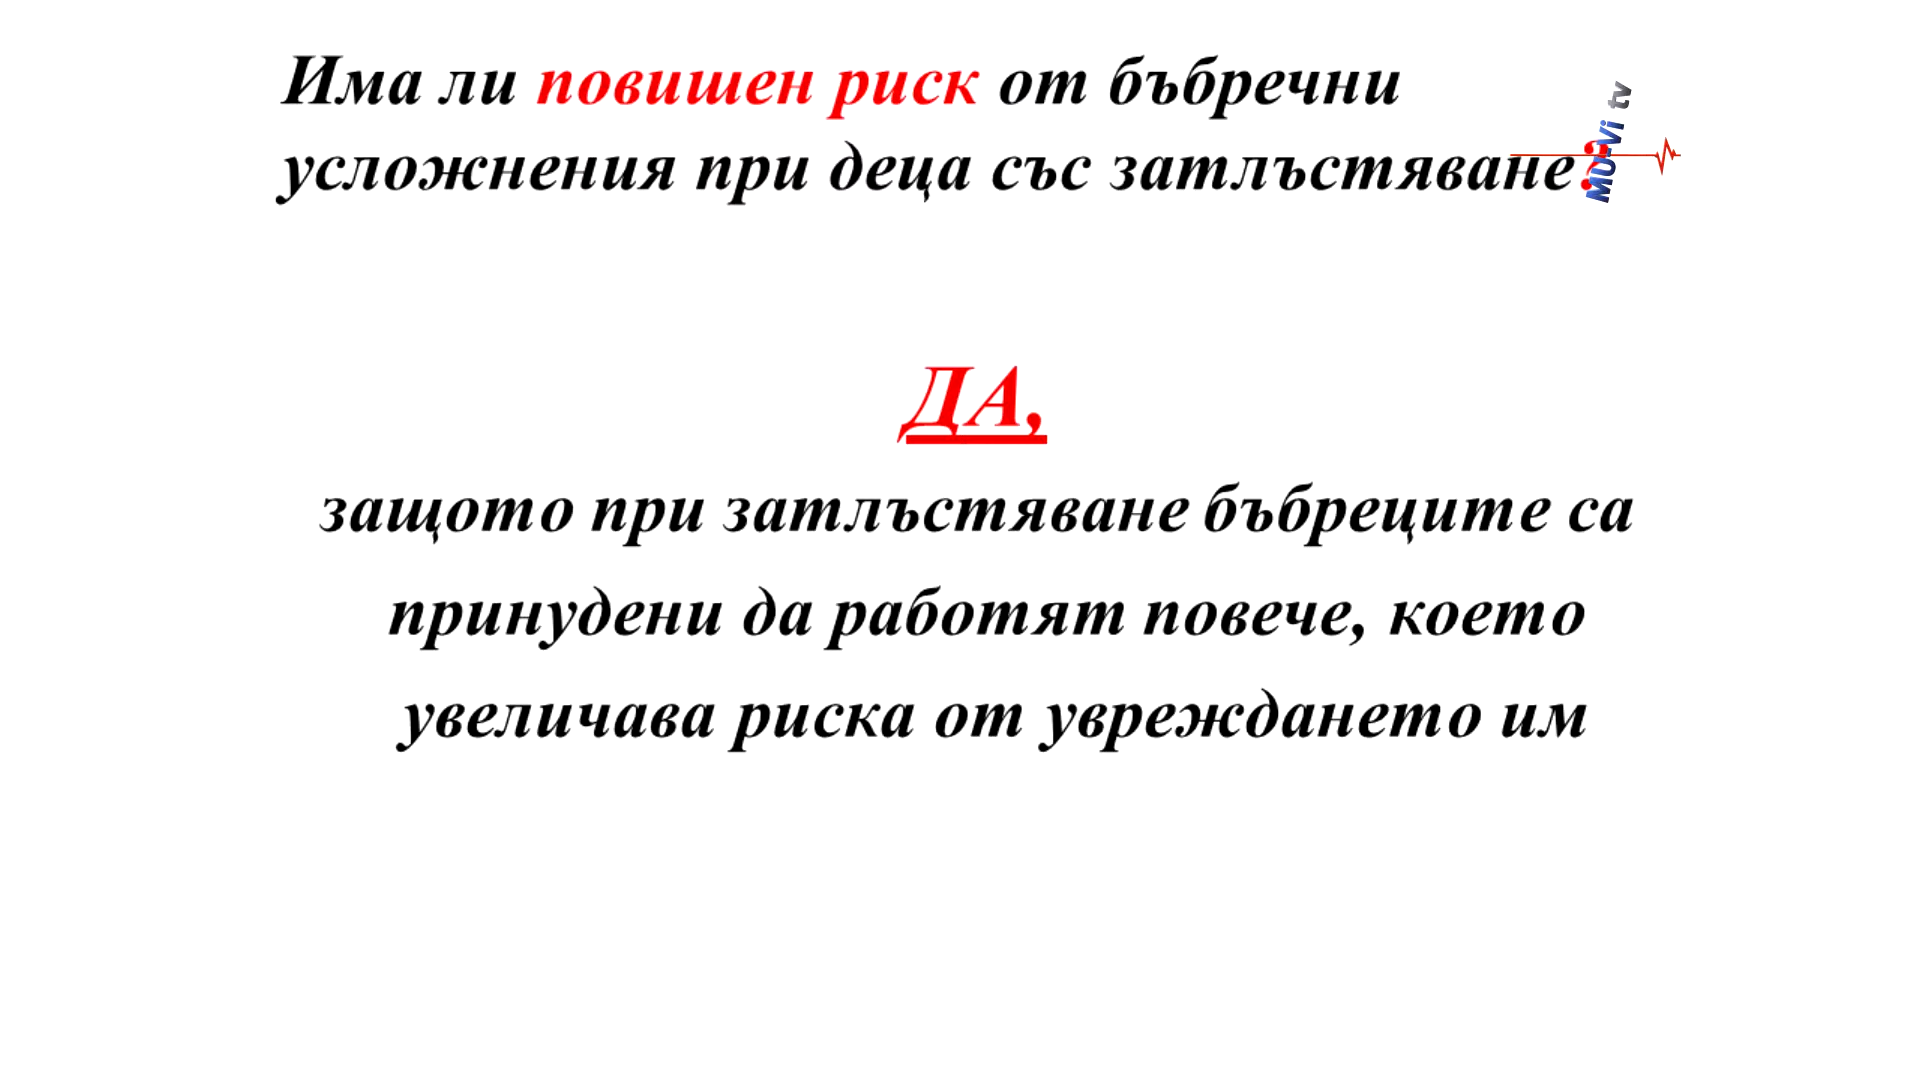 Има ли повишен риск от бъбречни
усложнения при деца със затлъстяване?
MU-Vi tv
ДА,
защото при затлъстяване бъбреците са
принудени да работят повече, което
увеличава риска от увреждането им